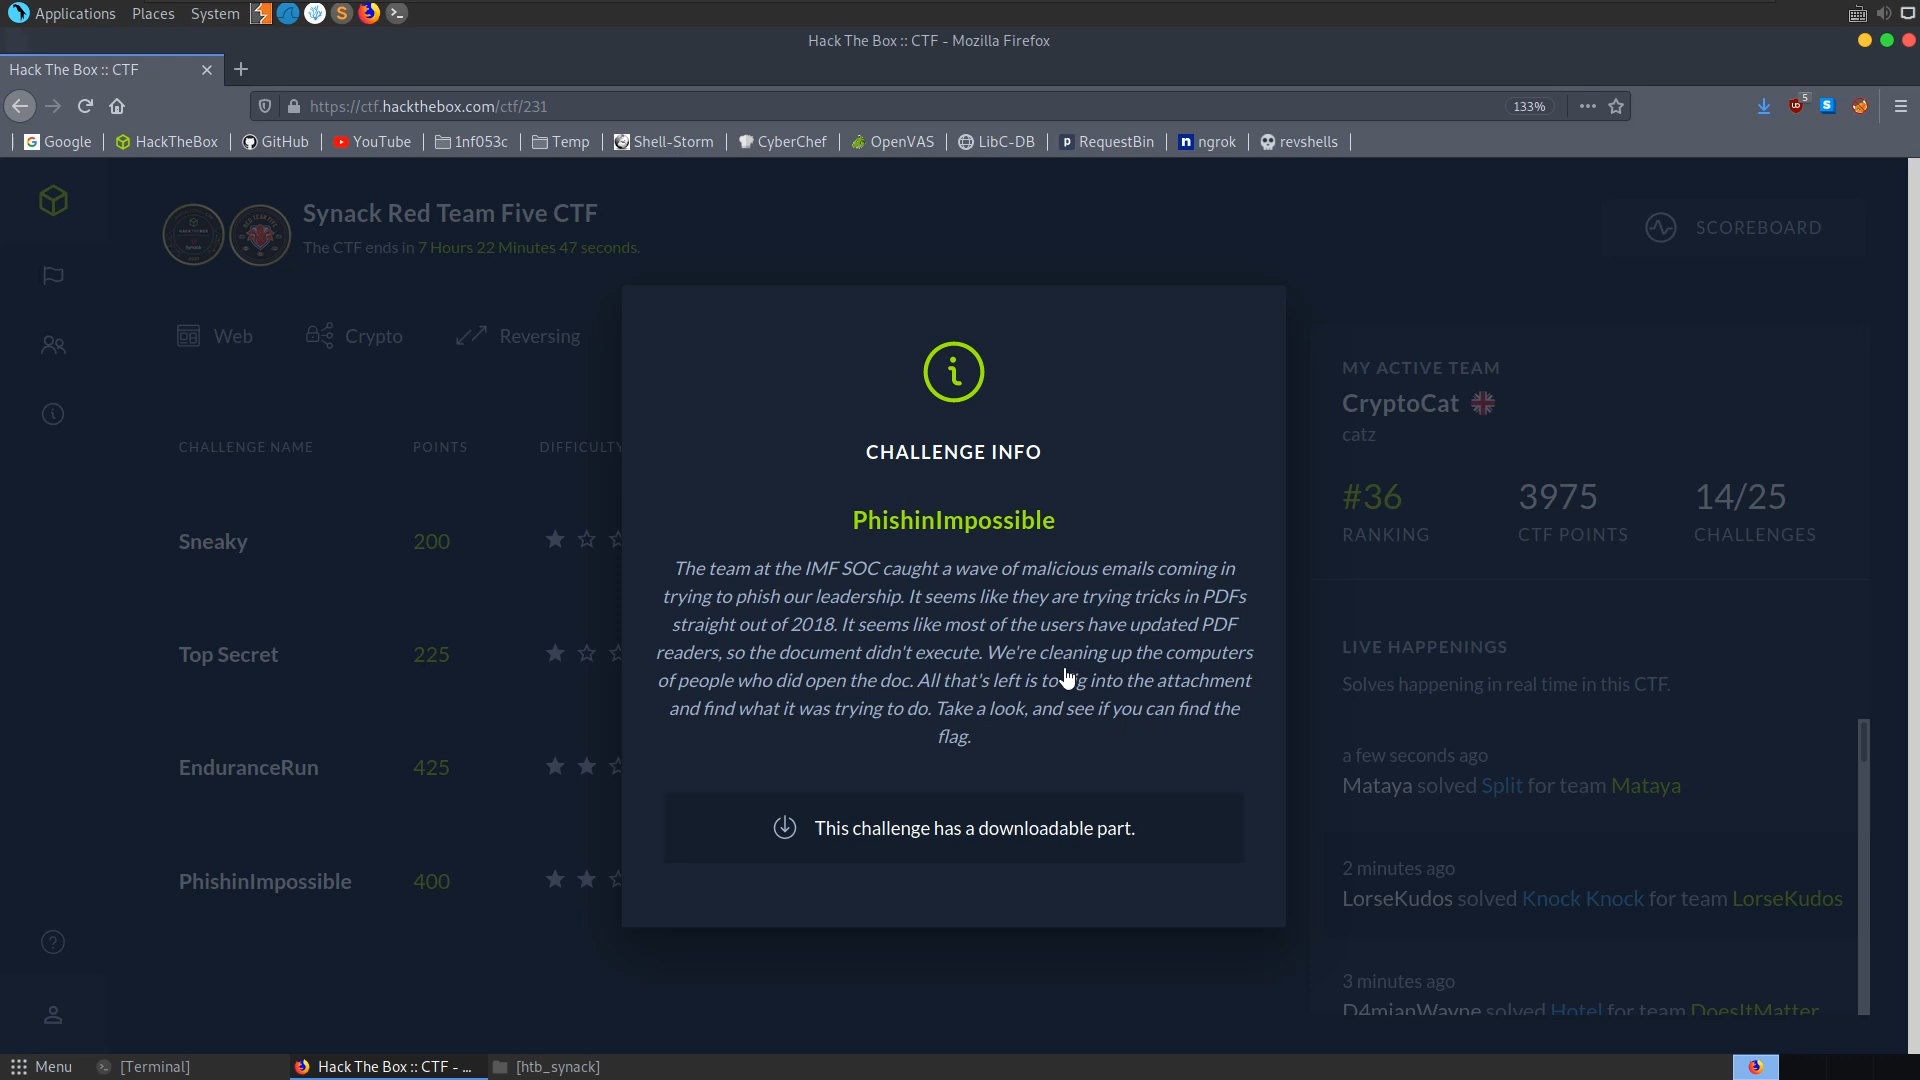 Applications Places System
Hack The Box :: CTF - Mozilla Firefox
Hack The Box :: CTF
https://ctf.hackthebox.com/ctf/231
133%
5
Google HackTheBox GitHub YouTube 1nf053c Temp Shell-Storm CyberChef OpenVAS LibC-DB RequestBin ngrok revshells
Synack Red Team Five CTF
The CTF ends in 7 Hours 22 Minutes 47 seconds.
SCOREBOARD
Web Crypto Reversing
CHALLENGE NAME POINTS DIFFICULTY
Sneaky 200
Top Secret 225
EnduranceRun 425
PhishinImpossible 400
CHALLENGE INFO
PhishinImpossible
The team at the IMF SOC caught a wave of malicious emails coming in
trying to phish our leadership. It seems like they are trying tricks in PDFs
straight out of 2018. It seems like most of the users have updated PDF
readers, so the document didn't execute. We're cleaning up the computers
of people who did open the doc. All that's left is to dig into the attachment
and find what it was trying to do. Take a look, and see if you can find the
flag.
This challenge has a downloadable part.
MY ACTIVE TEAM
CryptoCat
catz
#36 3975 14/25
RANKING CTF POINTS CHALLENGES
LIVE HAPPENINGS
Solves happening in real time in this CTF.
a few seconds ago
Mataya solved Split for team Mataya
2 minutes ago
LorseKudos solved Knock Knock for team LorseKudos
3 minutes ago
D4mianWayne solved Hotel for team DoesItMatter
Menu [Terminal] Hack The Box :: CTF - ... [htb_synack]